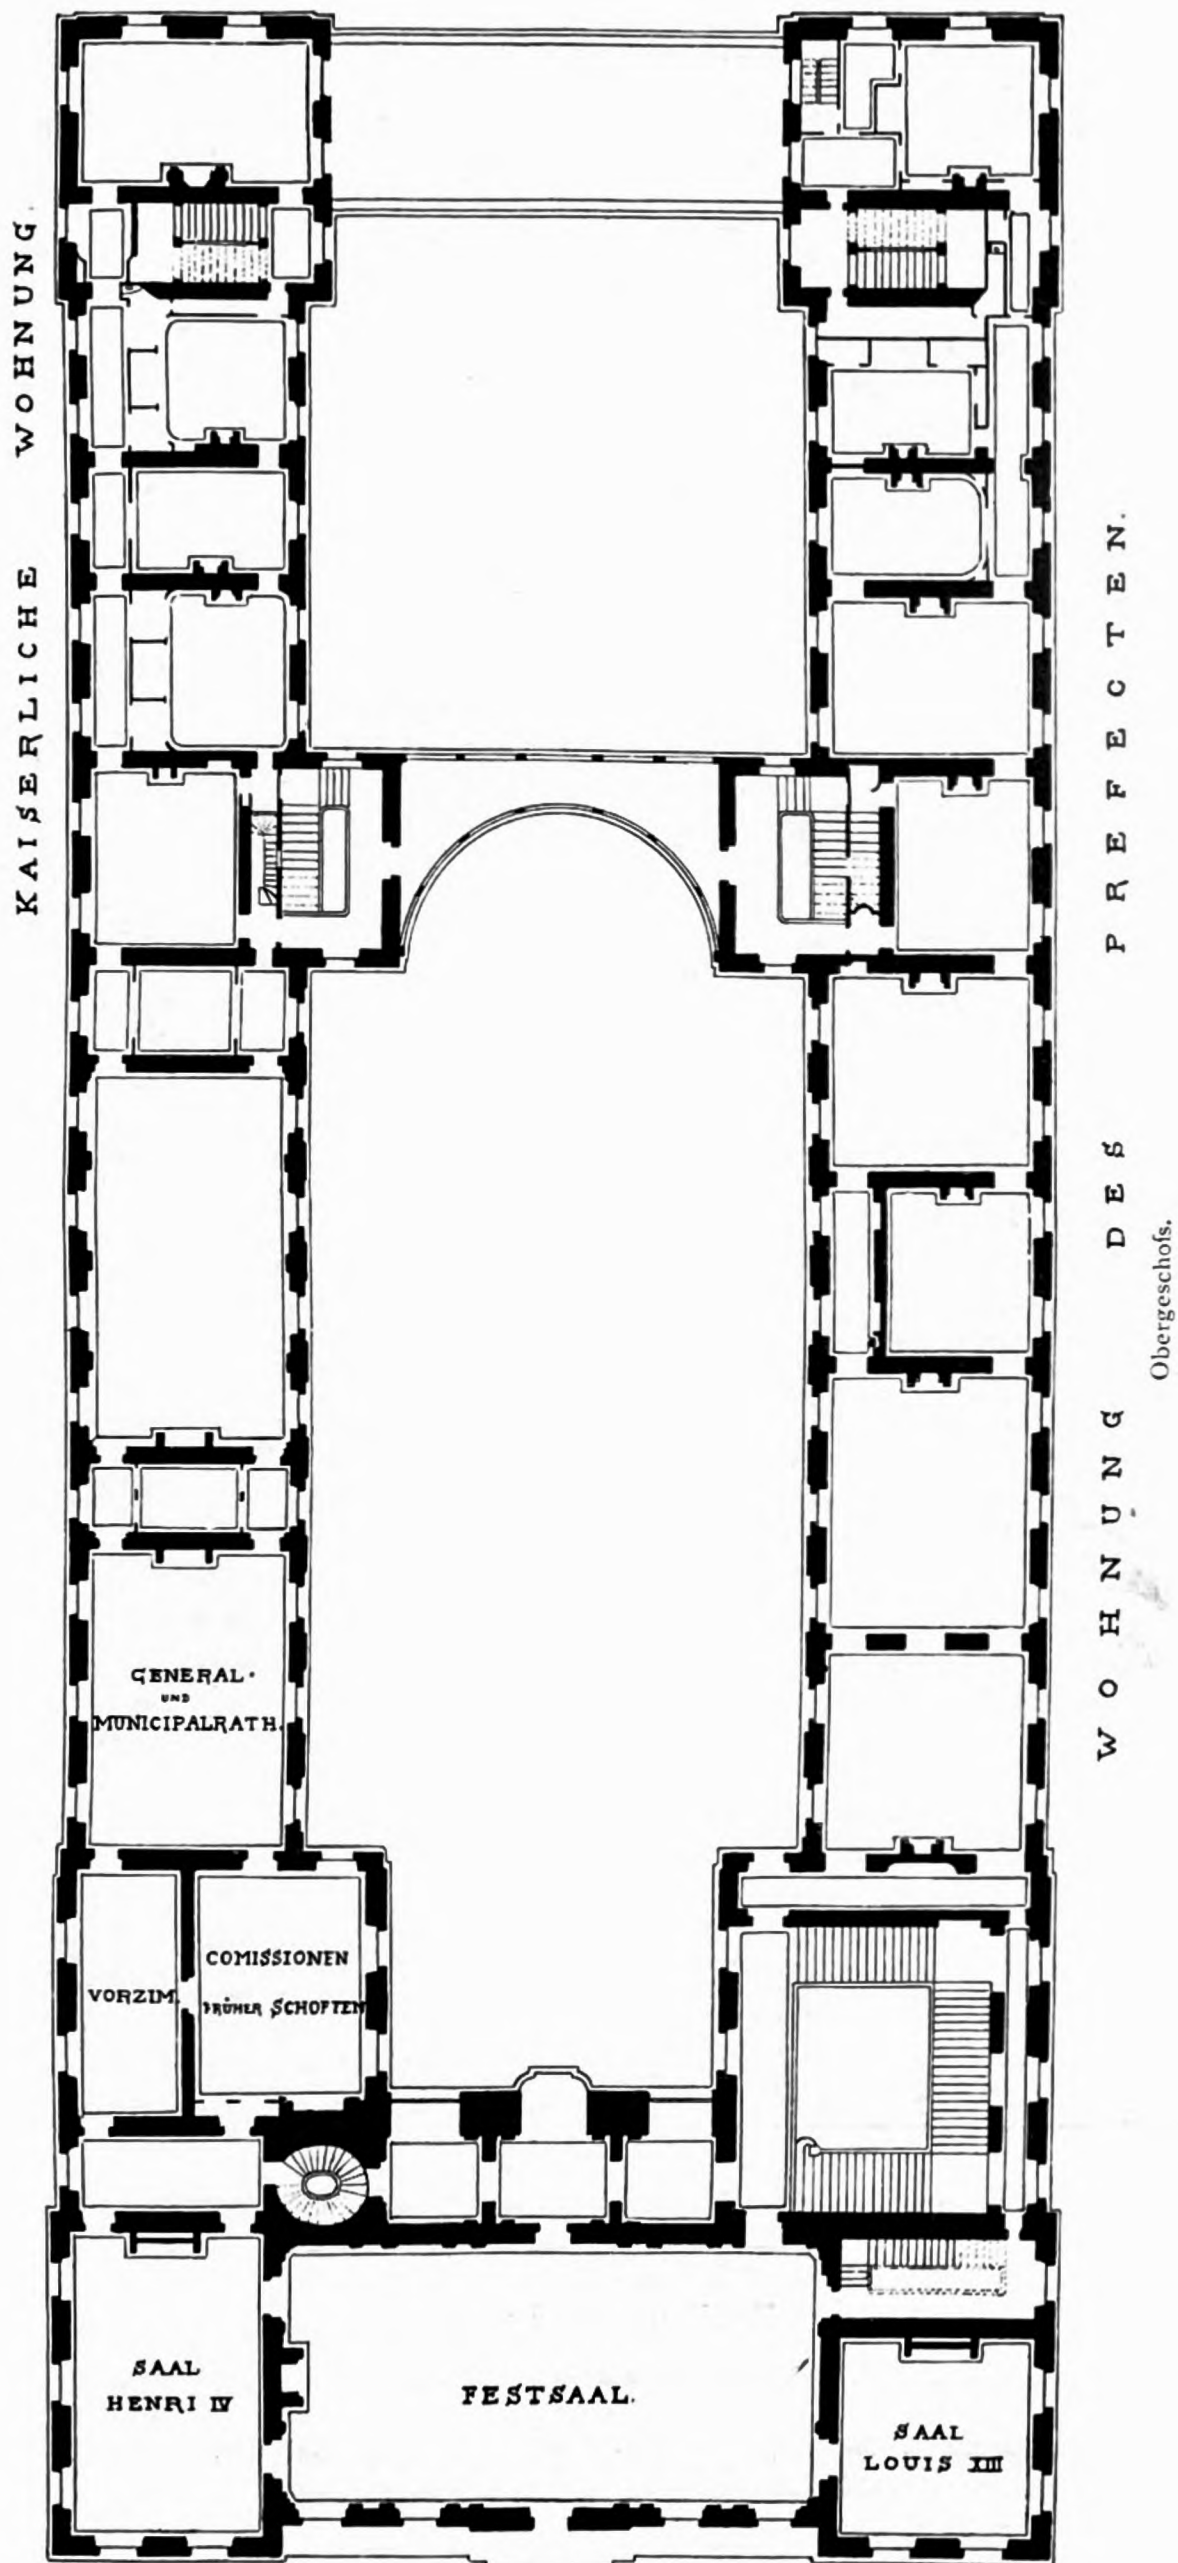 KAISERLICHE WOHNUNG.
WOHNUNG DES PREFECTEN.
Obergeschoſs.
GENERAL-
UND
MUNICIPALRATH.
VORZIM.
COMISSIONEN
FRÜHER SCHOFFEN
SAAL
HENRI IV
FESTSAAL.
SAAL
LOUIS XIII